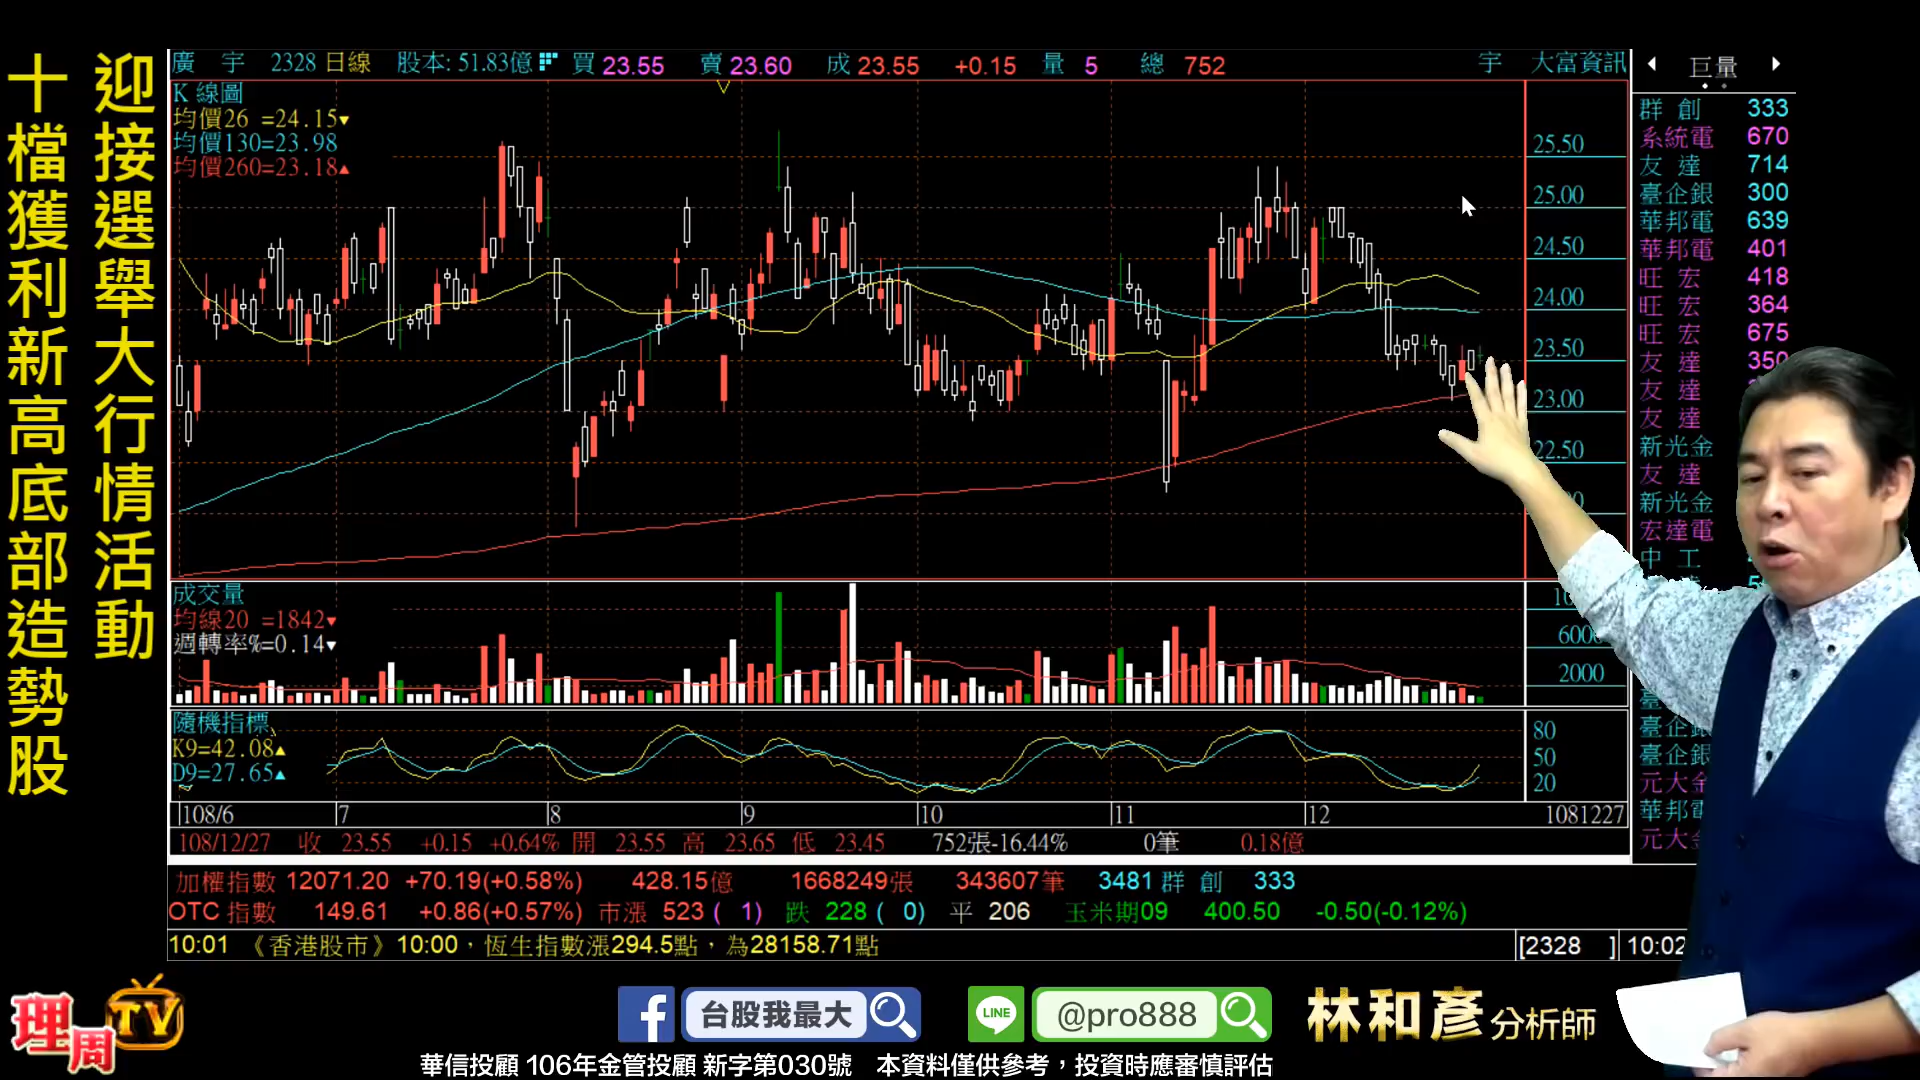 迎接選舉大行情活動
十檔獲利新高底部造勢股
廣宇 2328 日線 股本: 51.83億 買 23.55 賣 23.60 成 23.55 +0.15 量 5 總 752 宇 大富資訊
K 線圖
均價26 =24.15▼
均價130=23.98
均價260=23.18▲
25.50
25.00
24.50
24.00
23.50
23.00
22.50
成交量
均線20 =1842▼
週轉率%=0.14▼
6000
2000
隨機指標
K9=42.08▲
D9=27.65▲
80
50
20
108/6 7 8 9 10 11 12 1081227
108/12/27 收 23.55 +0.15 +0.64% 開 23.55 高 23.65 低 23.45 752張-16.44% 0筆 0.18億
巨量
群創 333
系統電 670
友達 714
臺企銀 300
華邦電 639
華邦電 401
旺宏 418
旺宏 364
旺宏 675
友達 350
友達
友達
新光金
友達
新光金
宏達電
中工
臺企銀
臺企銀
元大金
華邦電
元大金
加權指數 12071.20 +70.19(+0.58%) 428.15億 1668249張 343607筆 3481 群創 333
OTC 指數 149.61 +0.86(+0.57%) 市漲 523 ( 1) 跌 228 ( 0) 平 206 玉米期09 400.50 -0.50(-0.12%)
10:01 《香港股市》10:00，恆生指數漲294.5點，為28158.71點 [2328 ] 10:02
理周TV
f 台股我最大 LINE @pro888 林和彥 分析師
華信投顧 106年金管投顧 新字第030號 本資料僅供參考，投資時應審慎評估